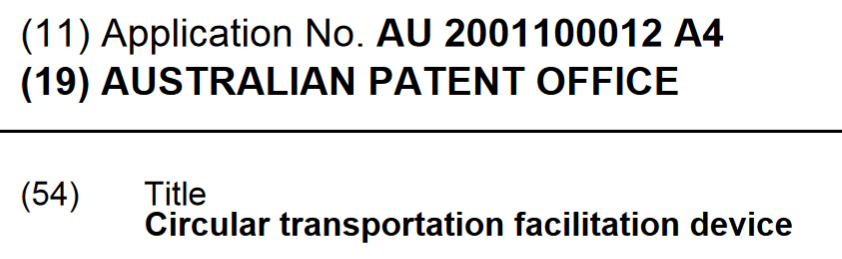 (11) Application No. AU 2001100012 A4
(19) AUSTRALIAN PATENT OFFICE
(54) Title
Circular transportation facilitation device